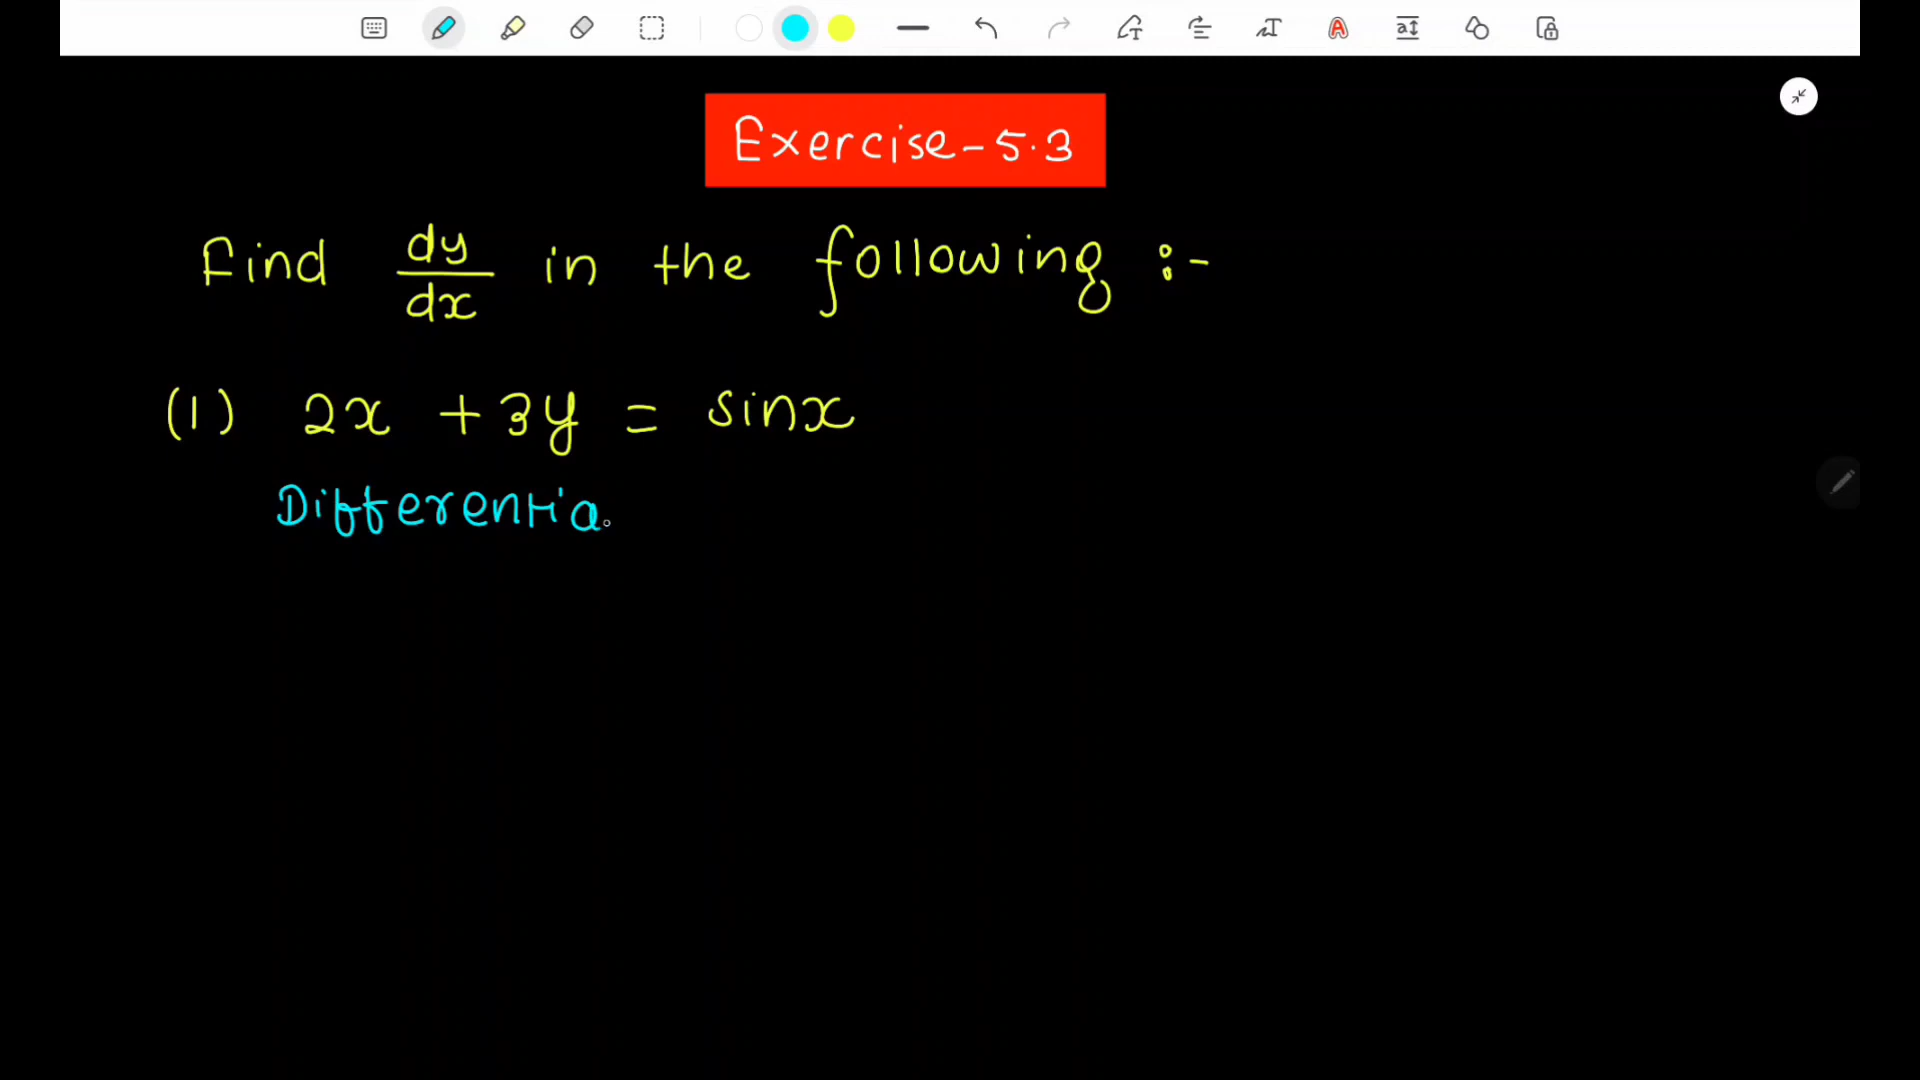 Exercise-5.3
Find dy/dx in the following :-
(1) 2x + 3y = sinx
Differentia